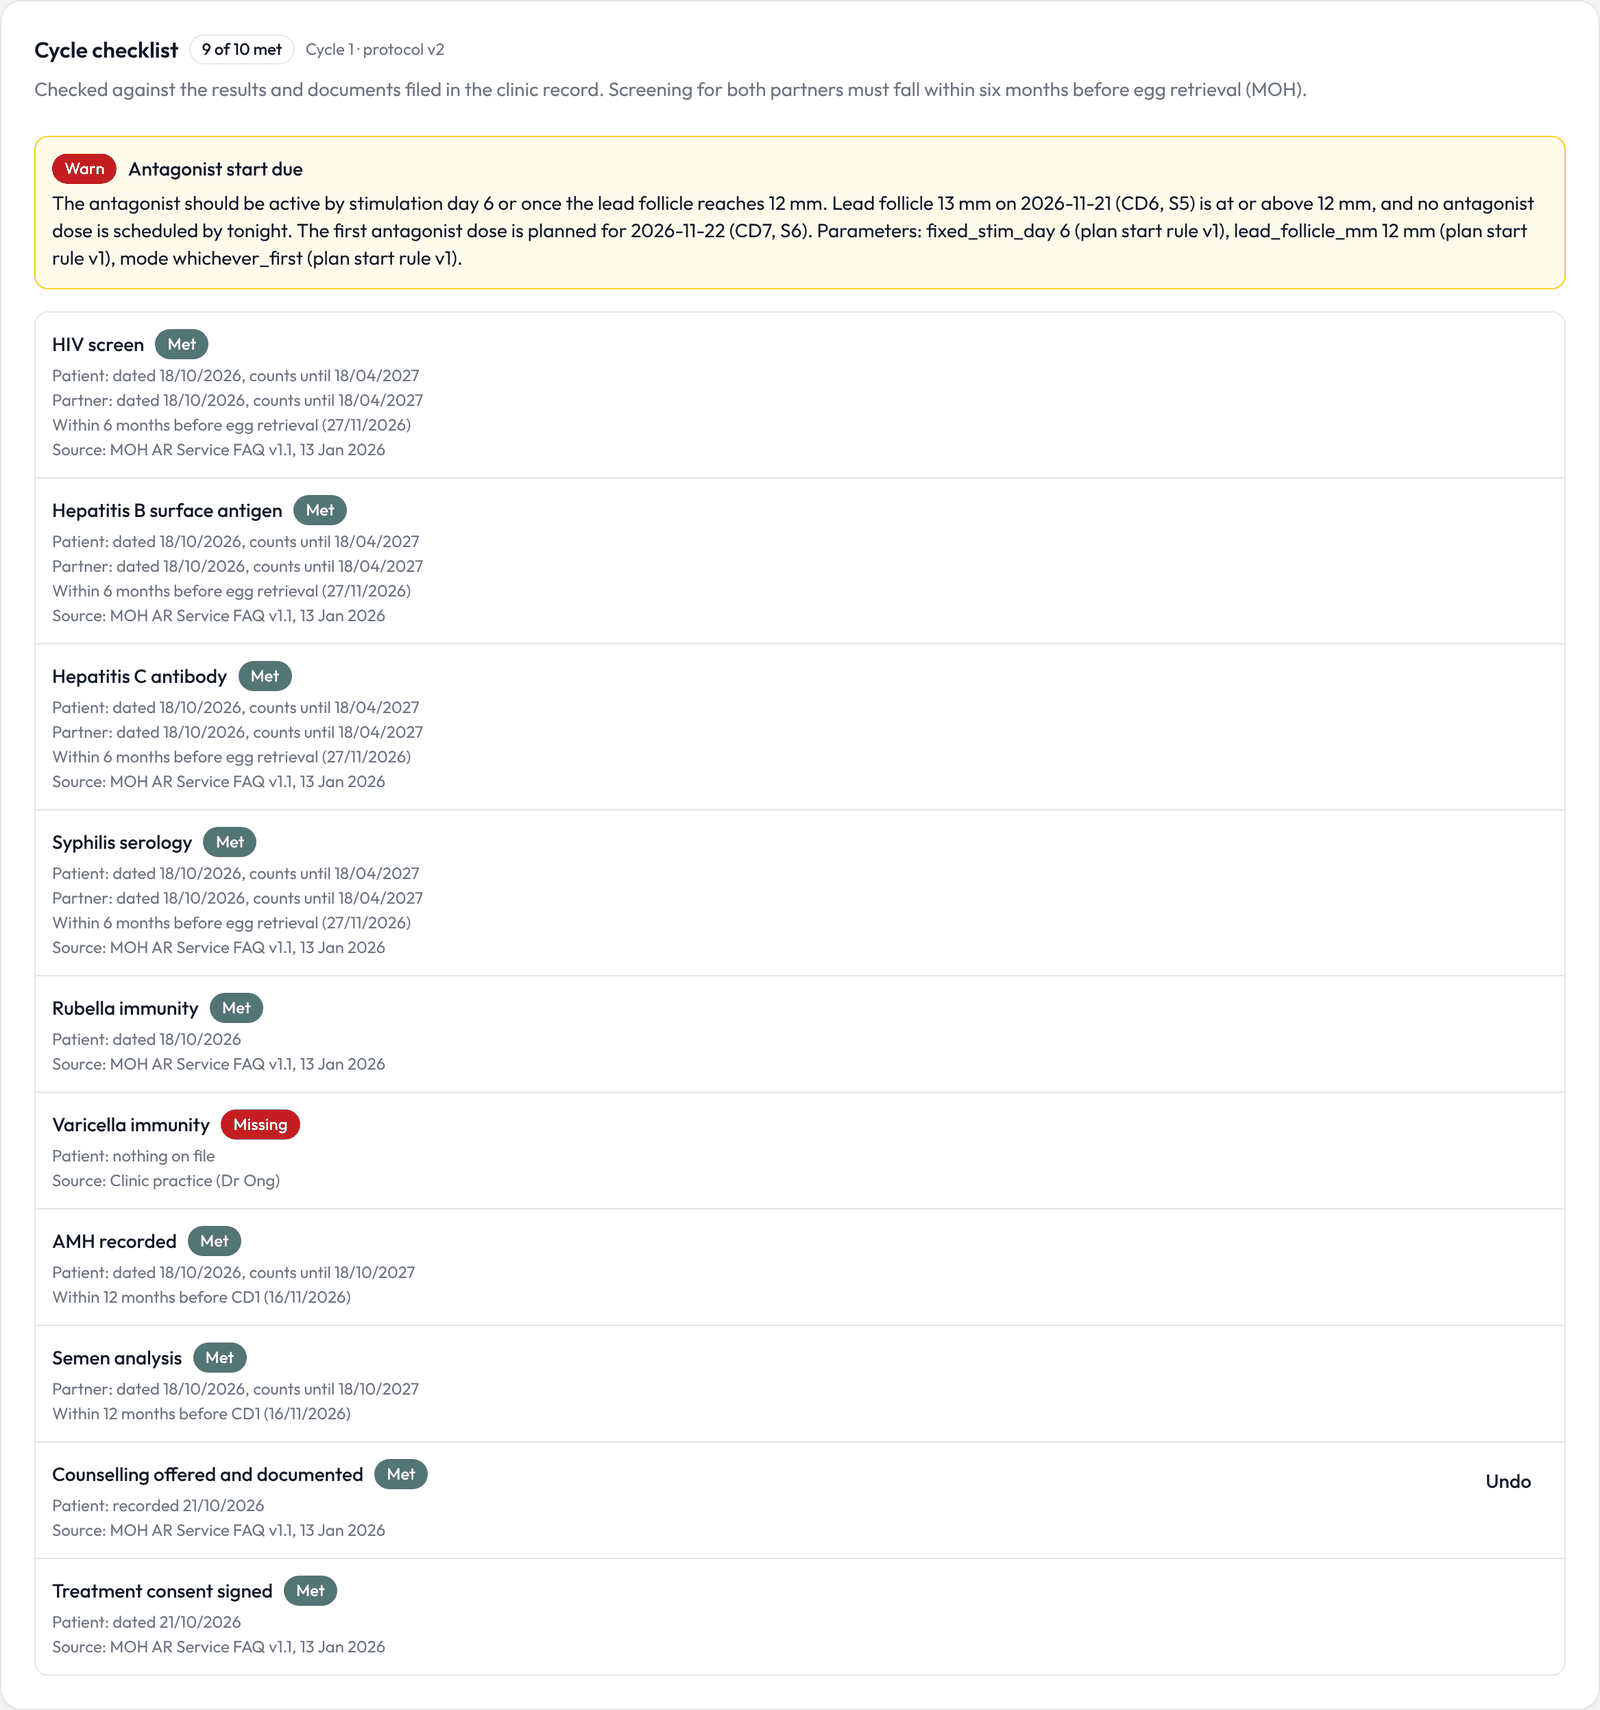 Cycle checklist 9 of 10 met Cycle 1 · protocol v2
Checked against the results and documents filed in the clinic record. Screening for both partners must fall within six months before egg retrieval (MOH).
Warn Antagonist start due
The antagonist should be active by stimulation day 6 or once the lead follicle reaches 12 mm. Lead follicle 13 mm on 2026-11-21 (CD6, S5) is at or above 12 mm, and no antagonist
dose is scheduled by tonight. The first antagonist dose is planned for 2026-11-22 (CD7, S6). Parameters: fixed_stim_day 6 (plan start rule v1), lead_follicle_mm 12 mm (plan start
rule v1), mode whichever_first (plan start rule v1).
HIV screen Met
Patient: dated 18/10/2026, counts until 18/04/2027
Partner: dated 18/10/2026, counts until 18/04/2027
Within 6 months before egg retrieval (27/11/2026)
Source: MOH AR Service FAQ v1.1, 13 Jan 2026
Hepatitis B surface antigen Met
Patient: dated 18/10/2026, counts until 18/04/2027
Partner: dated 18/10/2026, counts until 18/04/2027
Within 6 months before egg retrieval (27/11/2026)
Source: MOH AR Service FAQ v1.1, 13 Jan 2026
Hepatitis C antibody Met
Patient: dated 18/10/2026, counts until 18/04/2027
Partner: dated 18/10/2026, counts until 18/04/2027
Within 6 months before egg retrieval (27/11/2026)
Source: MOH AR Service FAQ v1.1, 13 Jan 2026
Syphilis serology Met
Patient: dated 18/10/2026, counts until 18/04/2027
Partner: dated 18/10/2026, counts until 18/04/2027
Within 6 months before egg retrieval (27/11/2026)
Source: MOH AR Service FAQ v1.1, 13 Jan 2026
Rubella immunity Met
Patient: dated 18/10/2026
Source: MOH AR Service FAQ v1.1, 13 Jan 2026
Varicella immunity Missing
Patient: nothing on file
Source: Clinic practice (Dr Ong)
AMH recorded Met
Patient: dated 18/10/2026, counts until 18/10/2027
Within 12 months before CD1 (16/11/2026)
Semen analysis Met
Partner: dated 18/10/2026, counts until 18/10/2027
Within 12 months before CD1 (16/11/2026)
Counselling offered and documented Met
Undo
Patient: recorded 21/10/2026
Source: MOH AR Service FAQ v1.1, 13 Jan 2026
Treatment consent signed Met
Patient: dated 21/10/2026
Source: MOH AR Service FAQ v1.1, 13 Jan 2026